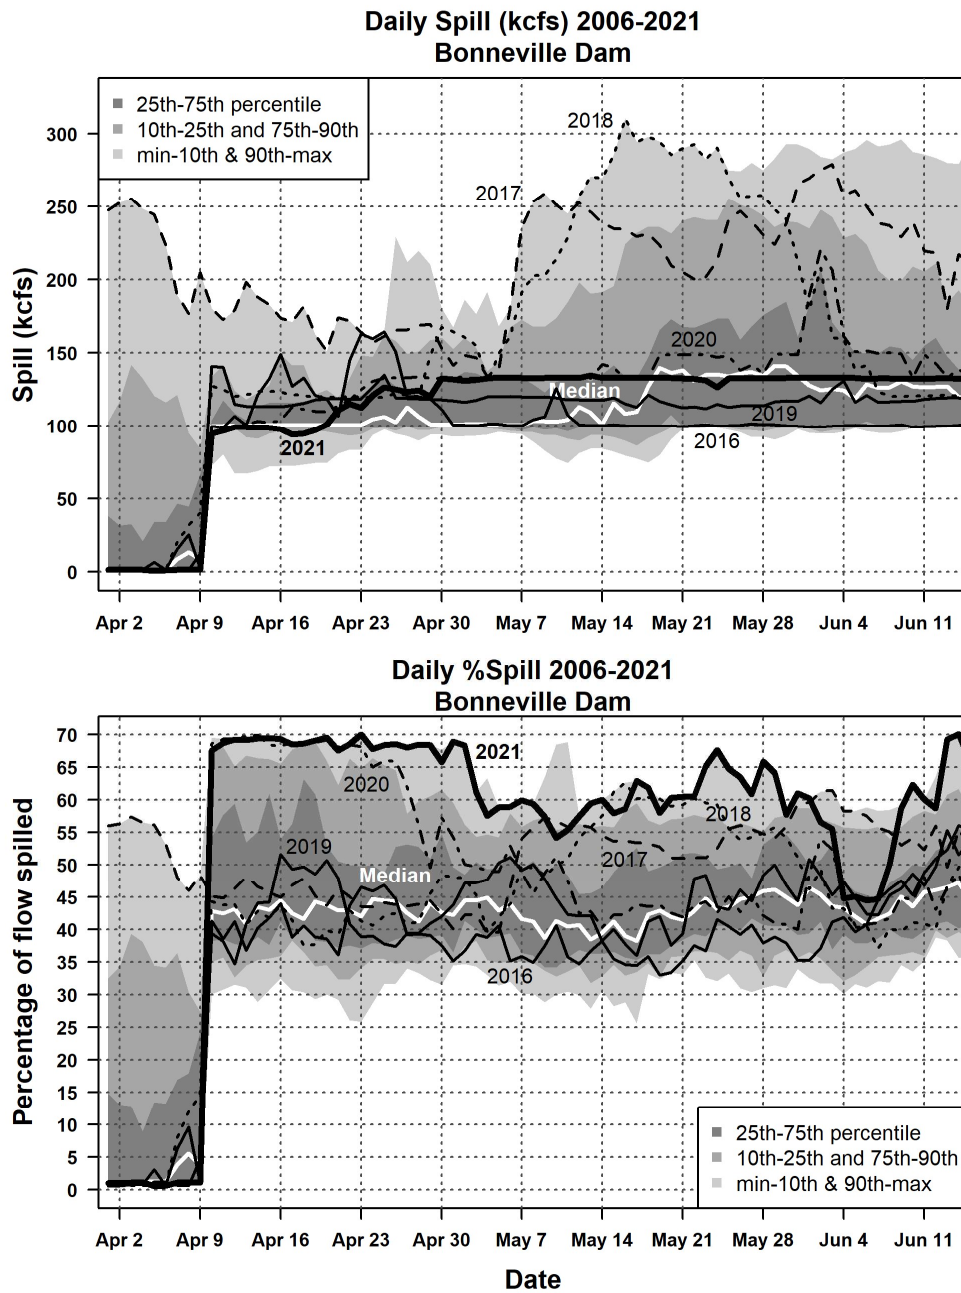 Daily Spill (kcfs) 2006-2021
Bonneville Dam
25th-75th percentile
10th-25th and 75th-90th
min-10th & 90th-max
Spill (kcfs)
300
250
200
150
100
50
0
2018
2017
2020
Median
2019
2016
2021
Apr 2 Apr 9 Apr 16 Apr 23 Apr 30 May 7 May 14 May 21 May 28 Jun 4 Jun 11
Daily %Spill 2006-2021
Bonneville Dam
Percentage of flow spilled
70
65
60
55
50
45
40
35
30
25
20
15
10
5
0
2021
2020
2018
2019
2017
Median
2016
25th-75th percentile
10th-25th and 75th-90th
min-10th & 90th-max
Apr 2 Apr 9 Apr 16 Apr 23 Apr 30 May 7 May 14 May 21 May 28 Jun 4 Jun 11
Date